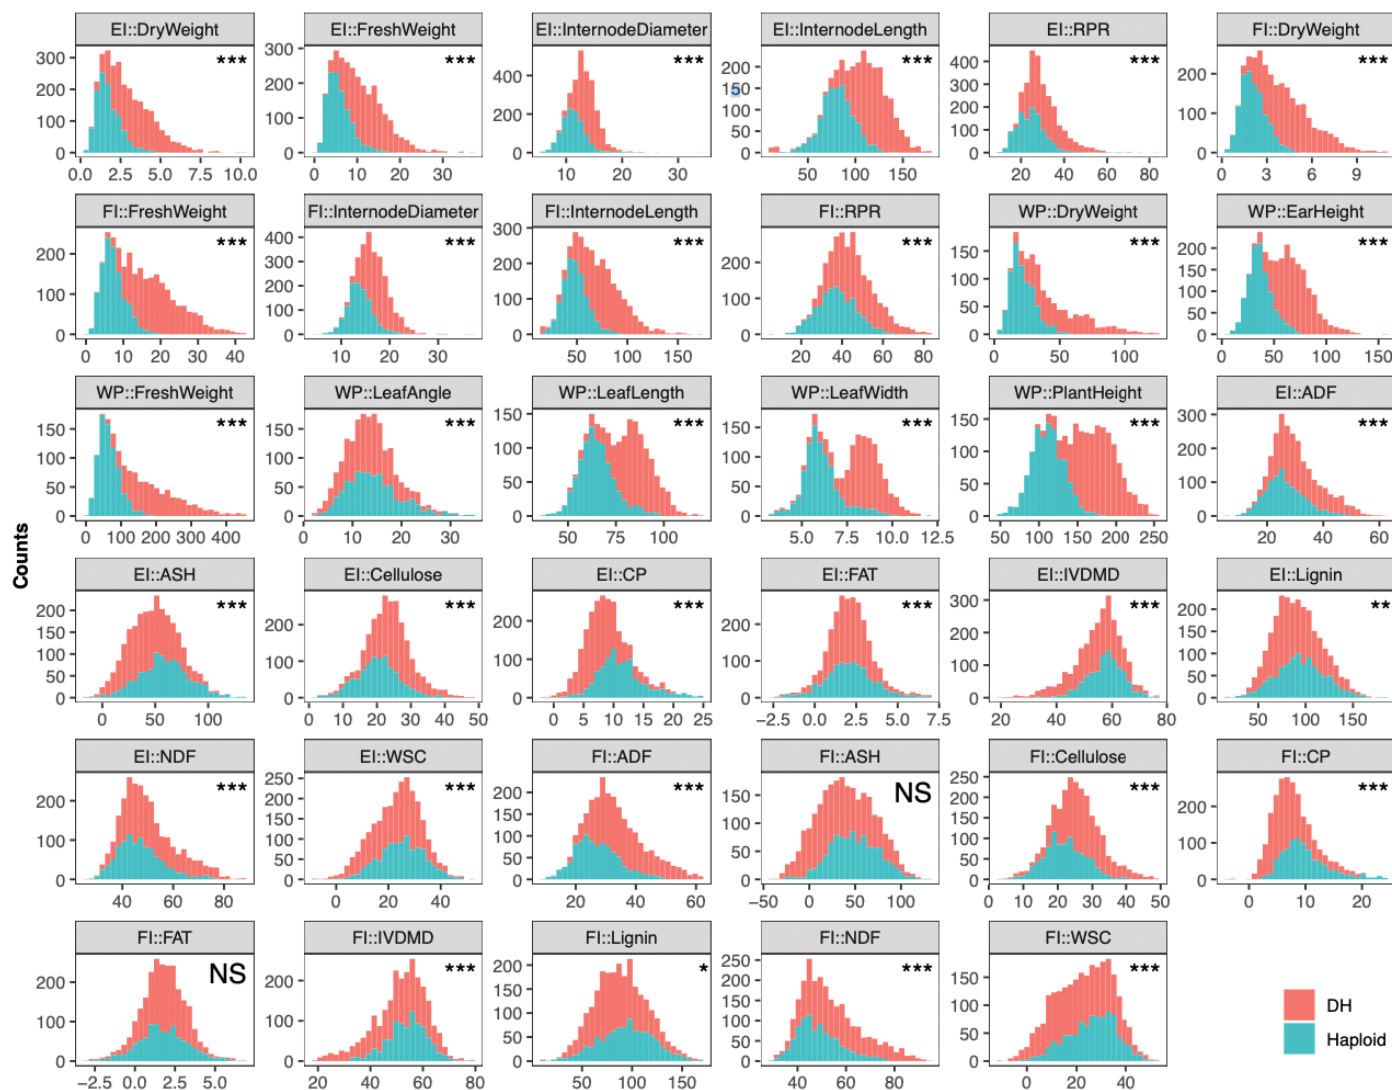 EI::DryWeight EI::FreshWeight EI::InternodeDiameter EI::InternodeLength EI::RPR FI::DryWeight
*** *** *** *** *** ***
300 200 100 0 300 200 100 0 400 200 0 200 5 150 100 50 0 400 300 200 100 0 200 100 0
0.0 2.5 5.0 7.5 10.0 0 10 20 30 10 20 30 50 100 150 20 40 60 80 0 3 6 9
FI::FreshWeight FI::InternodeDiameter FI::InternodeLength FI::RPR WP::DryWeight WP::EarHeight
*** *** *** *** *** ***
200 100 0 400 300 200 100 0 300 200 100 0 200 100 0 150 100 50 0 200 150 100 50 0
0 10 20 30 40 10 20 30 50 100 150 20 40 60 80 0 50 100 0 50 100 150
WP::FreshWeight WP::LeafAngle WP::LeafLength WP::LeafWidth WP::PlantHeight EI::ADF
*** *** *** *** *** ***
150 100 50 0 150 100 50 0 150 100 50 0 150 100 50 0 150 100 50 0 300 200 100 0
0 100 200 300 400 0 10 20 30 50 75 100 5.0 7.5 10.0 12.5 50 100 150 200 250 20 40 60
Counts
EI::ASH EI::Cellulose EI::CP EI::FAT EI::IVDMD EI::Lignin
*** *** *** *** *** **
200 150 100 50 0 200 100 0 200 100 0 200 100 0 300 200 100 0 200 150 100 50 0
0 50 100 0 10 20 30 40 50 0 5 10 15 20 25 −2.5 0.0 2.5 5.0 7.5 20 40 60 80 50 100 150
EI::NDF EI::WSC FI::ADF FI::ASH FI::Cellulose FI::CP
*** *** *** NS *** ***
200 100 0 250 200 150 100 50 0 200 150 100 50 0 150 100 50 0 250 200 150 100 50 0 200 100 0
40 60 80 0 20 40 20 40 60 −50 0 50 100 0 10 20 30 40 50 0 10 20
FI::FAT FI::IVDMD FI::Lignin FI::NDF FI::WSC
NS *** * *** ***
200 100 0 200 100 0 200 150 100 50 0 250 200 150 100 50 0 150 100 50 0
−2.5 0.0 2.5 5.0 20 40 60 80 0 50 100 150 40 60 80 0 20 40
DH
Haploid